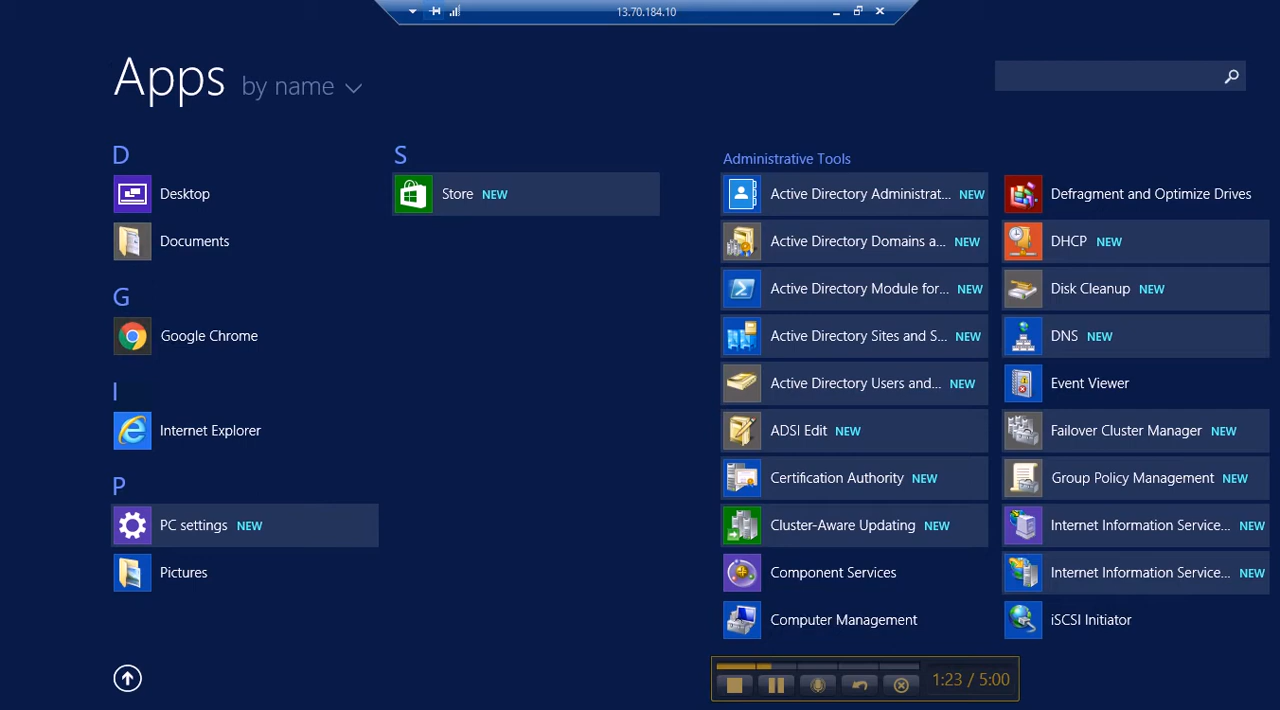 13.70.184.10
Apps by name
D
Desktop
Documents
G
Google Chrome
I
Internet Explorer
P
PC settings NEW
Pictures
S
Store NEW
Administrative Tools
Active Directory Administrat... NEW
Active Directory Domains a... NEW
Active Directory Module for... NEW
Active Directory Sites and S... NEW
Active Directory Users and... NEW
ADSI Edit NEW
Certification Authority NEW
Cluster-Aware Updating NEW
Component Services
Computer Management
Defragment and Optimize Drives
DHCP NEW
Disk Cleanup NEW
DNS NEW
Event Viewer
Failover Cluster Manager NEW
Group Policy Management NEW
Internet Information Service... NEW
Internet Information Service... NEW
iSCSI Initiator
1:23 / 5:00